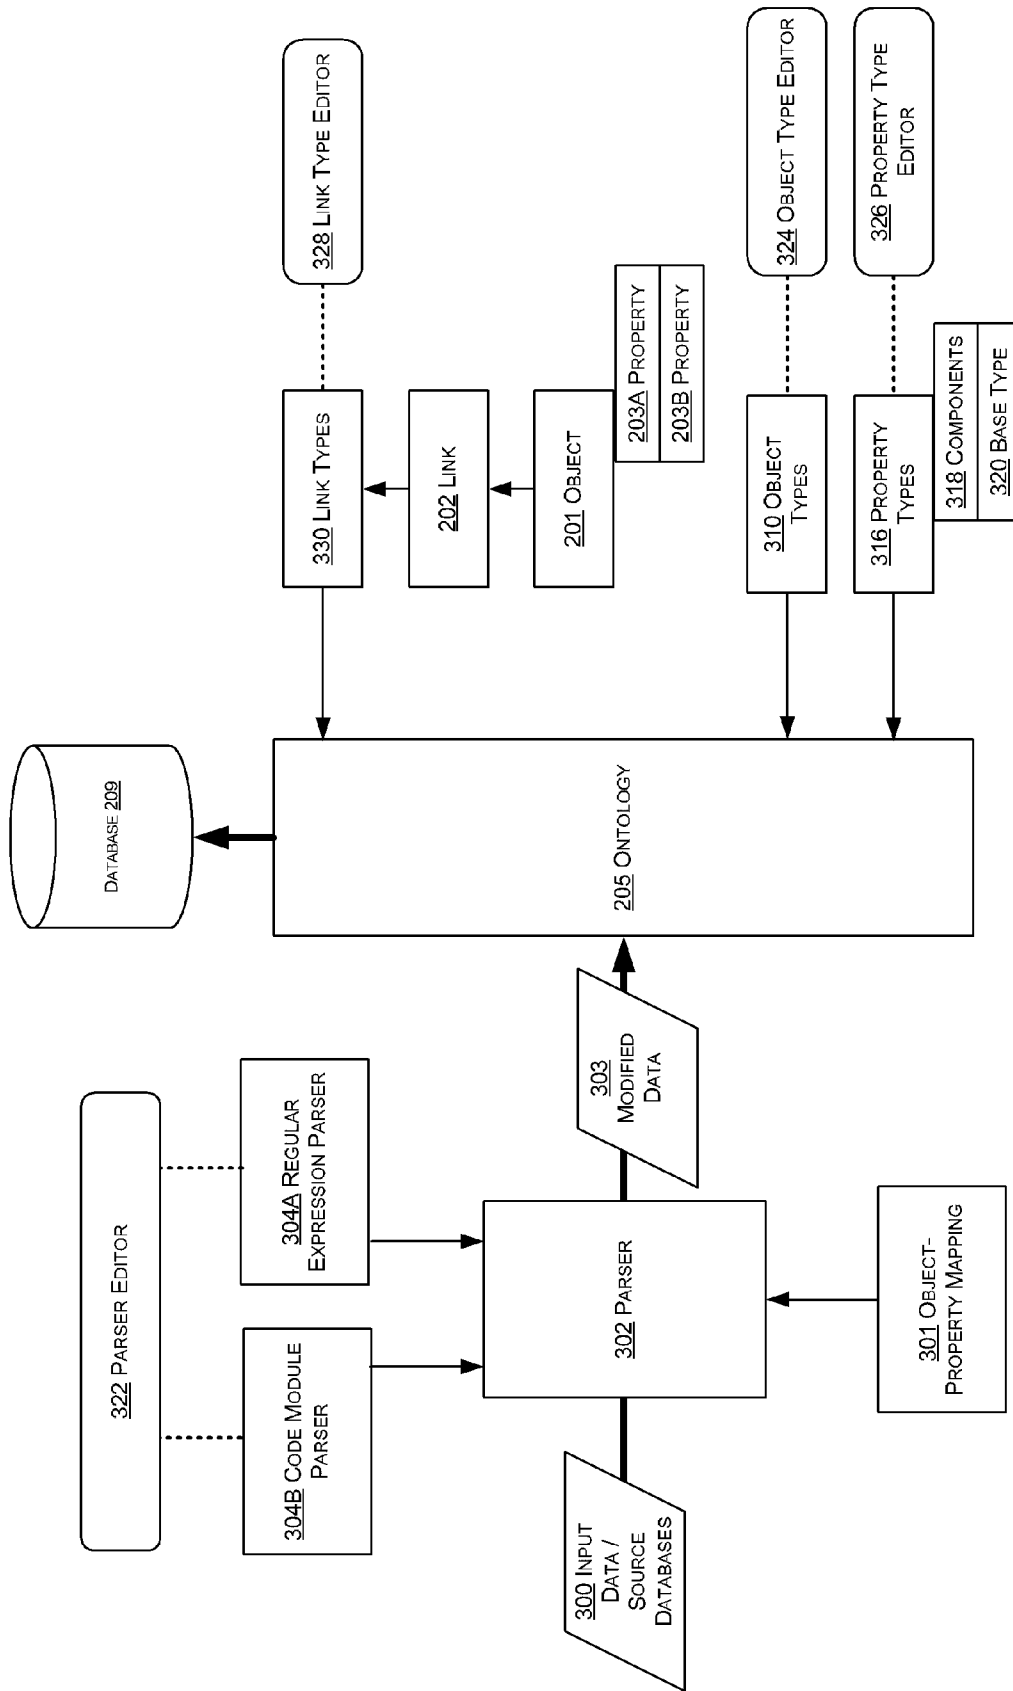 322 PARSER EDITOR
304B CODE MODULE
PARSER
304A REGULAR
EXPRESSION PARSER
300 INPUT
DATA /
SOURCE
DATABASES
302 PARSER
303
MODIFIED
DATA
301 OBJECT-
PROPERTY MAPPING
DATABASE 209
205 ONTOLOGY
330 LINK TYPES
328 LINK TYPE EDITOR
202 LINK
201 OBJECT
203A PROPERTY
203B PROPERTY
310 OBJECT
TYPES
324 OBJECT TYPE EDITOR
316 PROPERTY
TYPES
326 PROPERTY TYPE
EDITOR
318 COMPONENTS
320 BASE TYPE